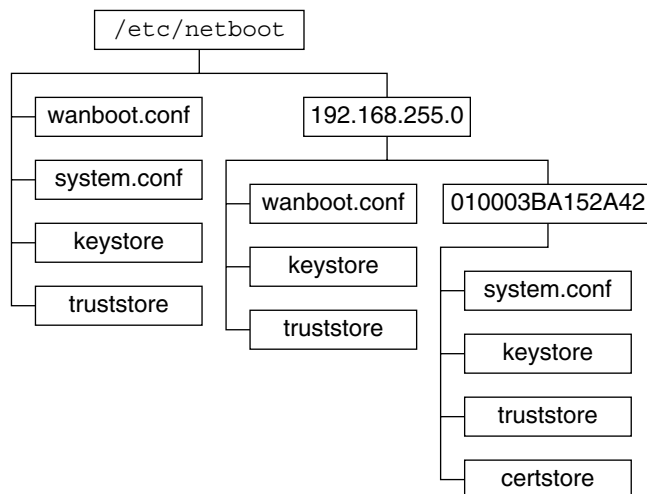 /etc/netboot
wanboot.conf
system.conf
keystore
truststore
192.168.255.0
wanboot.conf
keystore
truststore
010003BA152A42
system.conf
keystore
truststore
certstore